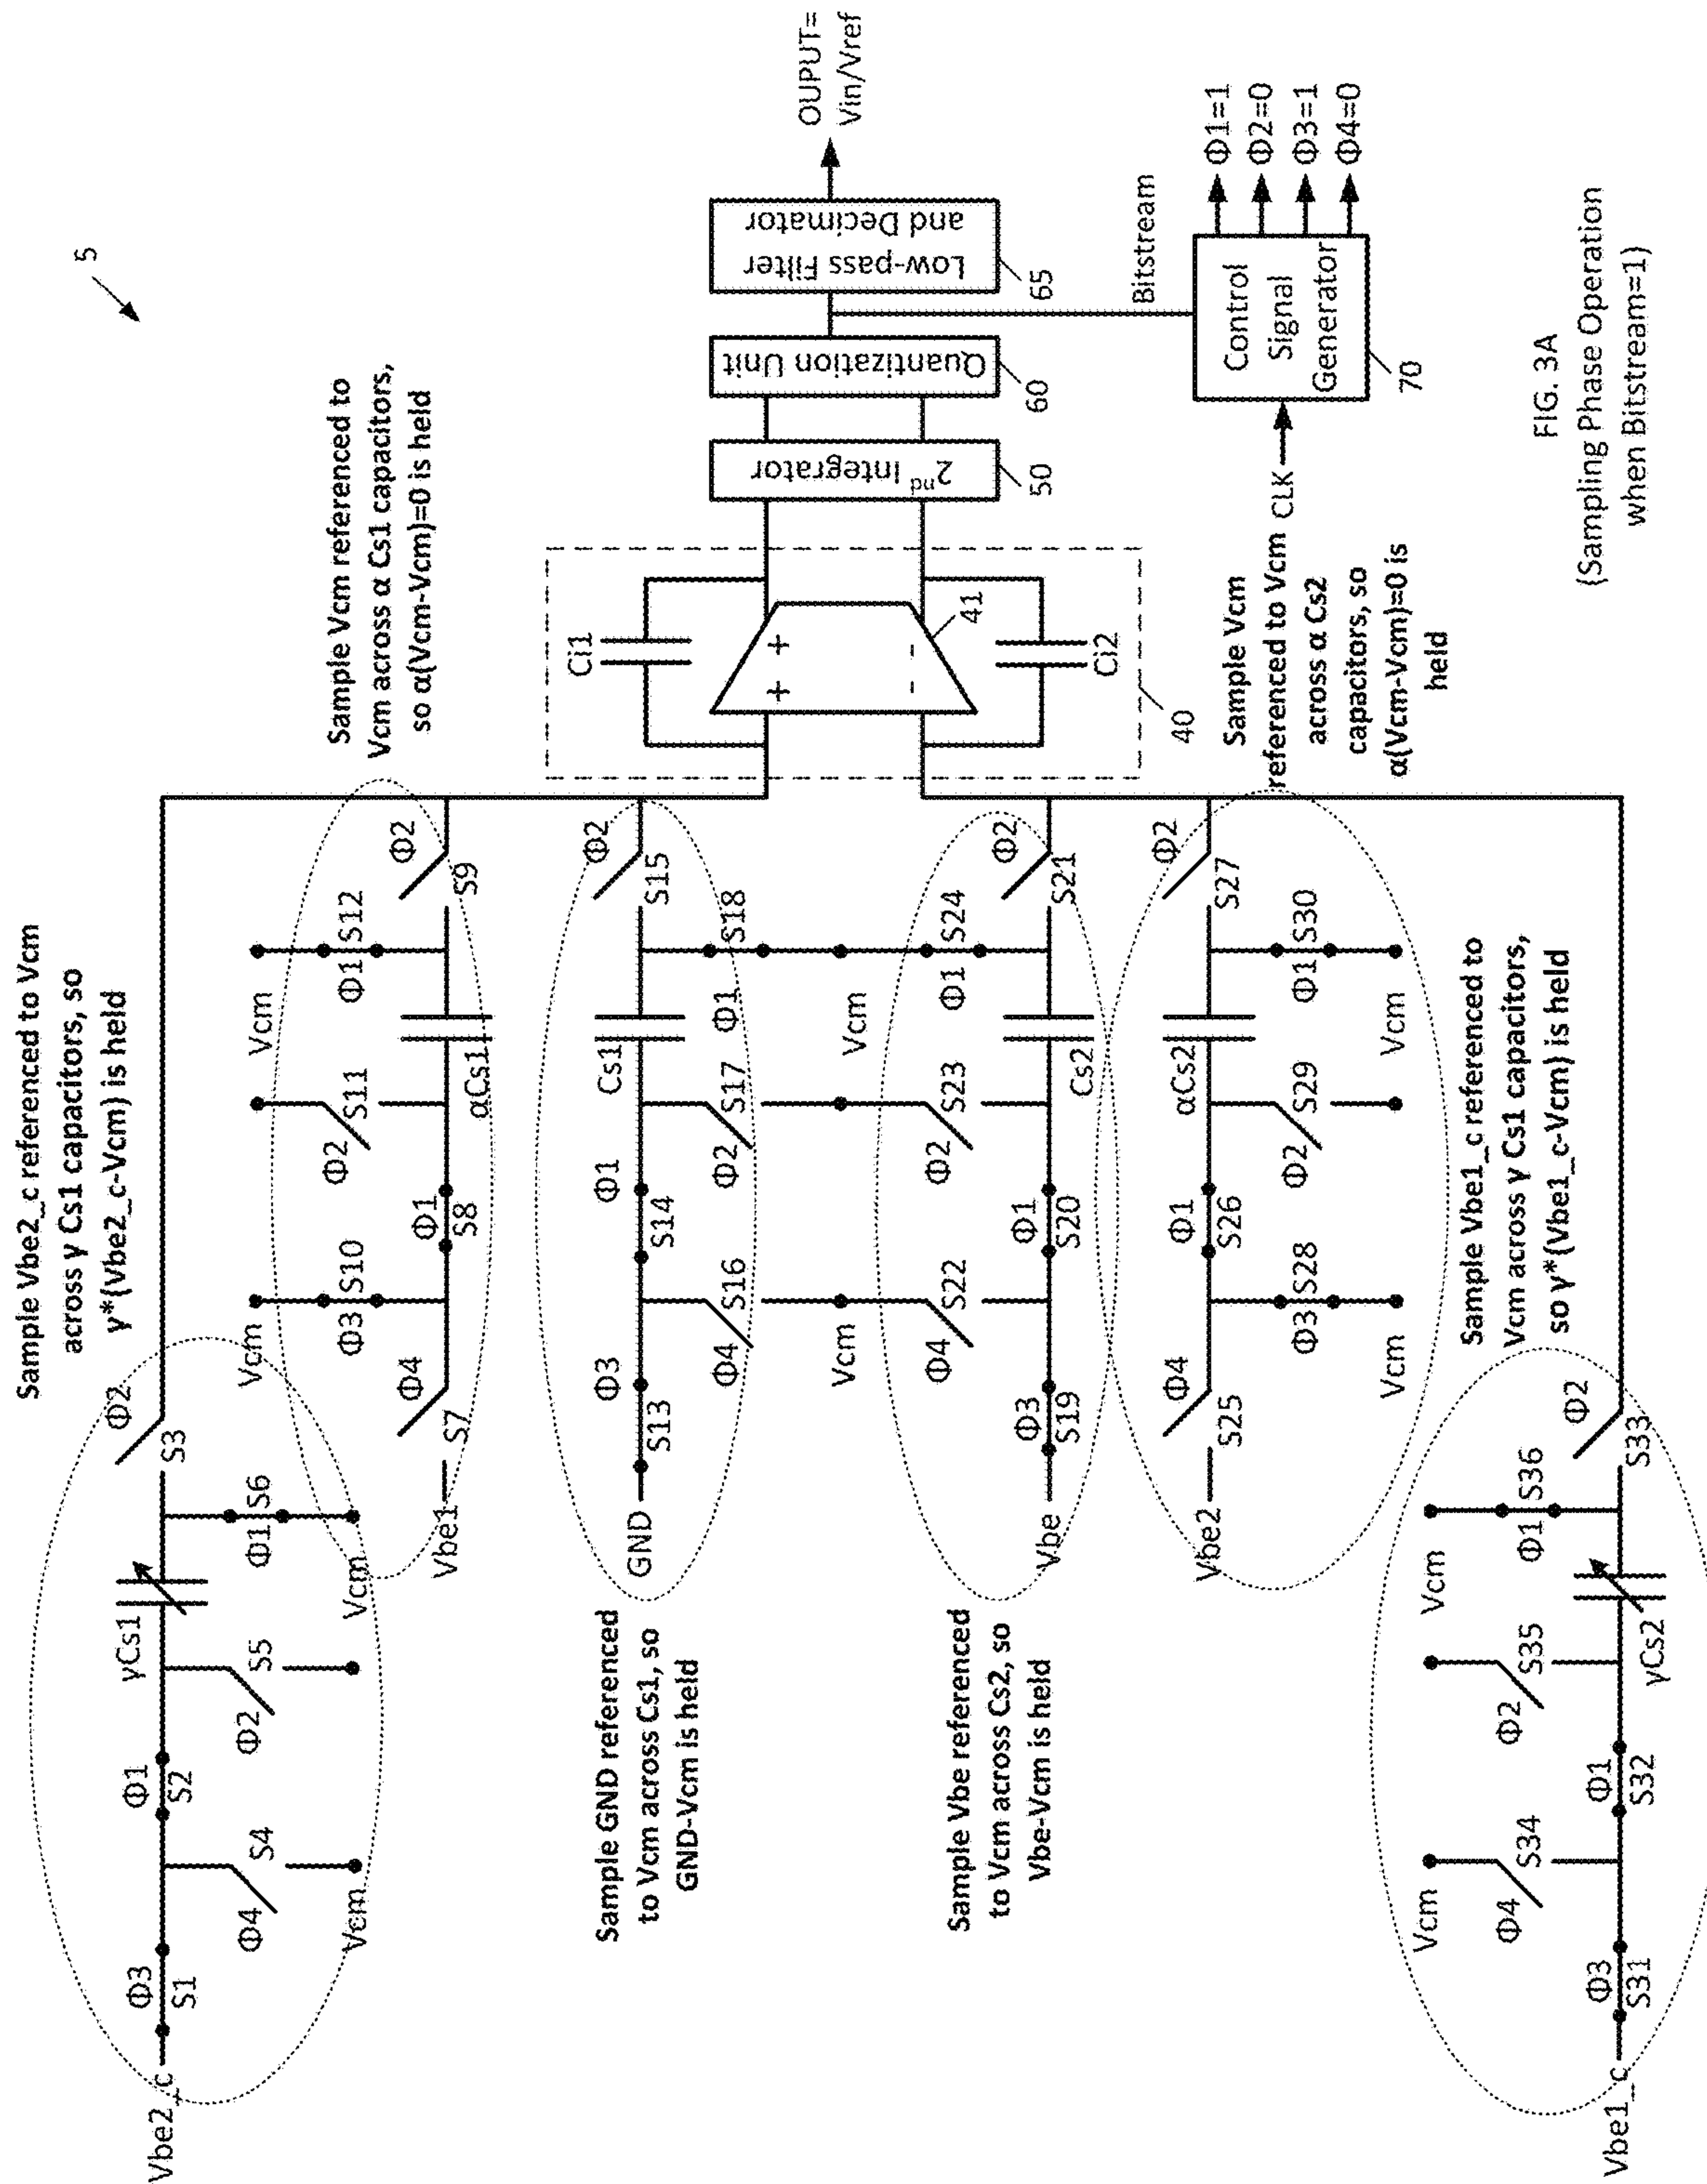 5
Sample Vbe2_c referenced to Vcm
across γ Cs1 capacitors, so
γ*(Vbe2_c-Vcm) is held
Vbe2_c
Φ3
S1
Φ4
S4
Vcm
Φ1
S2
Φ2
S5
γCs1
Φ1
S6
Vcm
Φ2
S3
Sample Vcm referenced to
Vcm across α Cs1 capacitors,
so α(Vcm-Vcm)=0 is held
Vbe1
Φ4
S7
Vcm
Φ3
S10
Φ1
S8
Φ2
S11
αCs1
Vcm
Φ1
S12
Φ2
S9
Sample GND referenced
to Vcm across Cs1, so
GND-Vcm is held
GND
Φ3
S13
Φ4
S16
Φ1
S14
Φ2
S17
Cs1
Φ1
S18
Φ2
S15
Vcm
Vcm
Sample Vbe referenced
to Vcm across Cs2, so
Vbe-Vcm is held
Vbe
Φ3
S19
Φ4
S22
Φ1
S20
Φ2
S23
Cs2
Φ1
S24
Φ2
S21
Vbe2
Φ4
S25
Φ3
S28
Vcm
Φ1
S26
Φ2
S29
αCs2
Φ1
S30
Vcm
Φ2
S27
Sample Vcm
referenced to Vcm
across α Cs2
capacitors, so
α(Vcm-Vcm)=0 is
held
Sample Vbe1_c referenced to
Vcm across γ Cs1 capacitors,
so γ*(Vbe1_c-Vcm) is held
Vbe1_c
Φ3
S31
Vcm
Φ4
S34
Φ1
S32
Φ2
S35
γCs2
Vcm
Φ1
S36
Φ2
S33
Ci1
+ +
- -
41
Ci2
40
2nd Integrator
50
Quantization Unit
60
Low-pass Filter
and Decimator
65
OUPUT=
Vin/Vref
Bitstream
CLK
Control
Signal
Generator
70
Φ1=1
Φ2=0
Φ3=1
Φ4=0
FIG. 3A
(Sampling Phase Operation
when Bitstream=1)